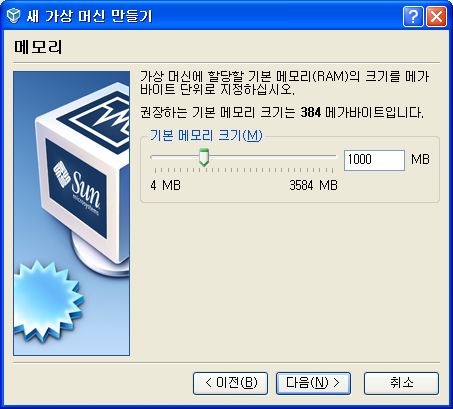 새 가상 머신 만들기
메모리
가상 머신에 할당할 기본 메모리(RAM)의 크기를 메가
바이트 단위로 지정하십시오.
권장하는 기본 메모리 크기는 384 메가바이트입니다.
기본 메모리 크기(M)
1000 MB
4 MB 3584 MB
Sun
microsystems
< 이전(B) 다음(N) > 취소